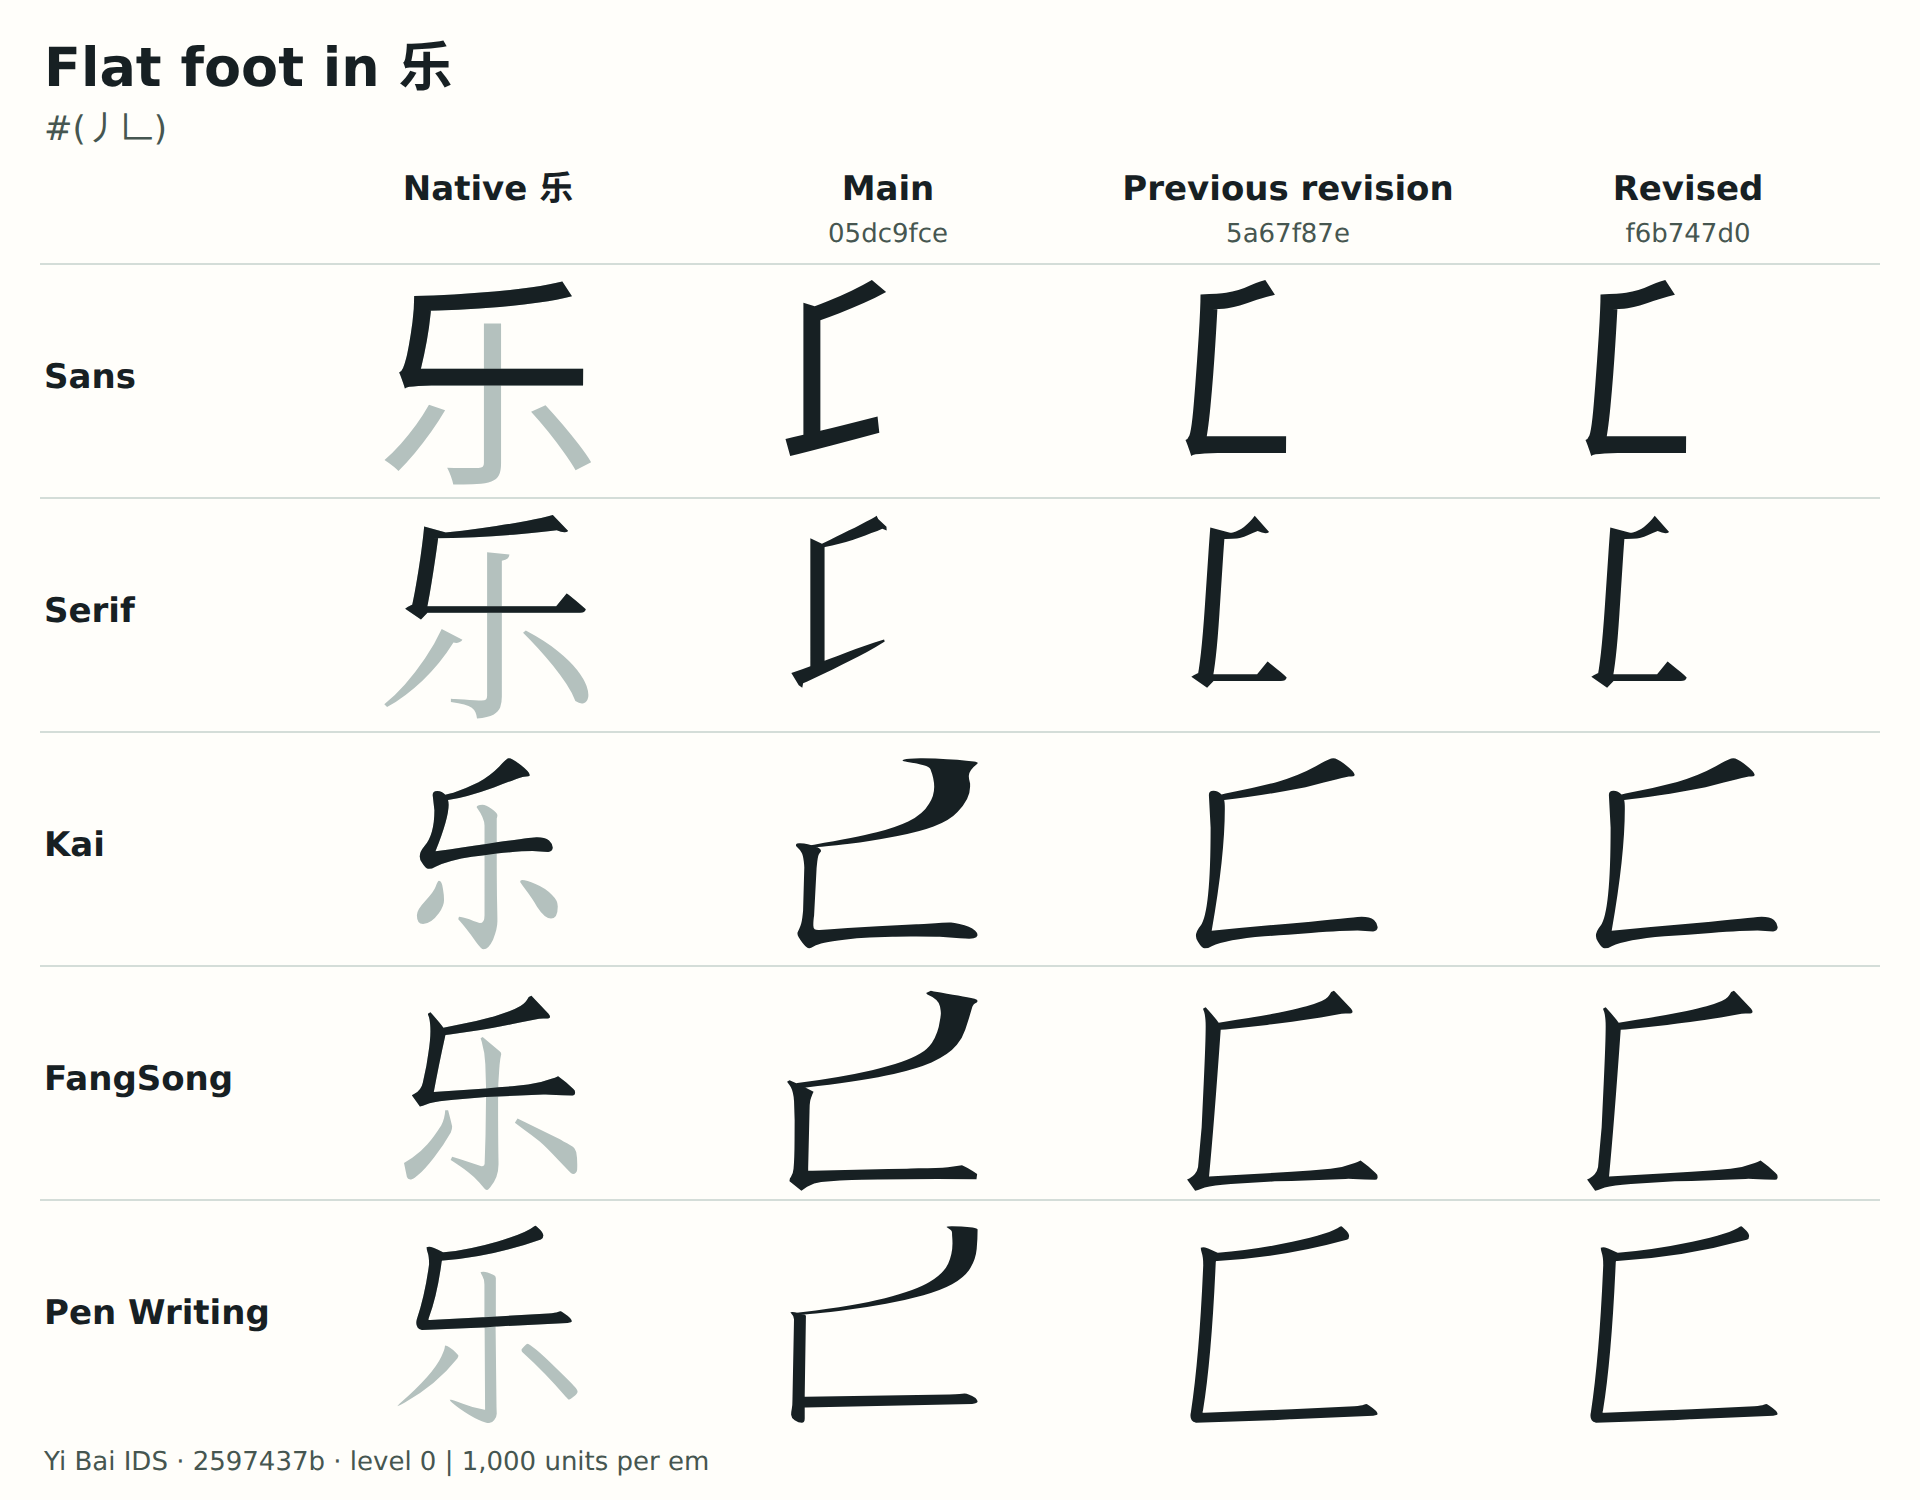 Flat foot in 乐
#(丿𠃊)
Native 乐 Main Previous revision Revised
05dc9fce 5a67f87e f6b747d0
Sans
Serif
Kai
FangSong
Pen Writing
Yi Bai IDS · 2597437b · level 0 | 1,000 units per em